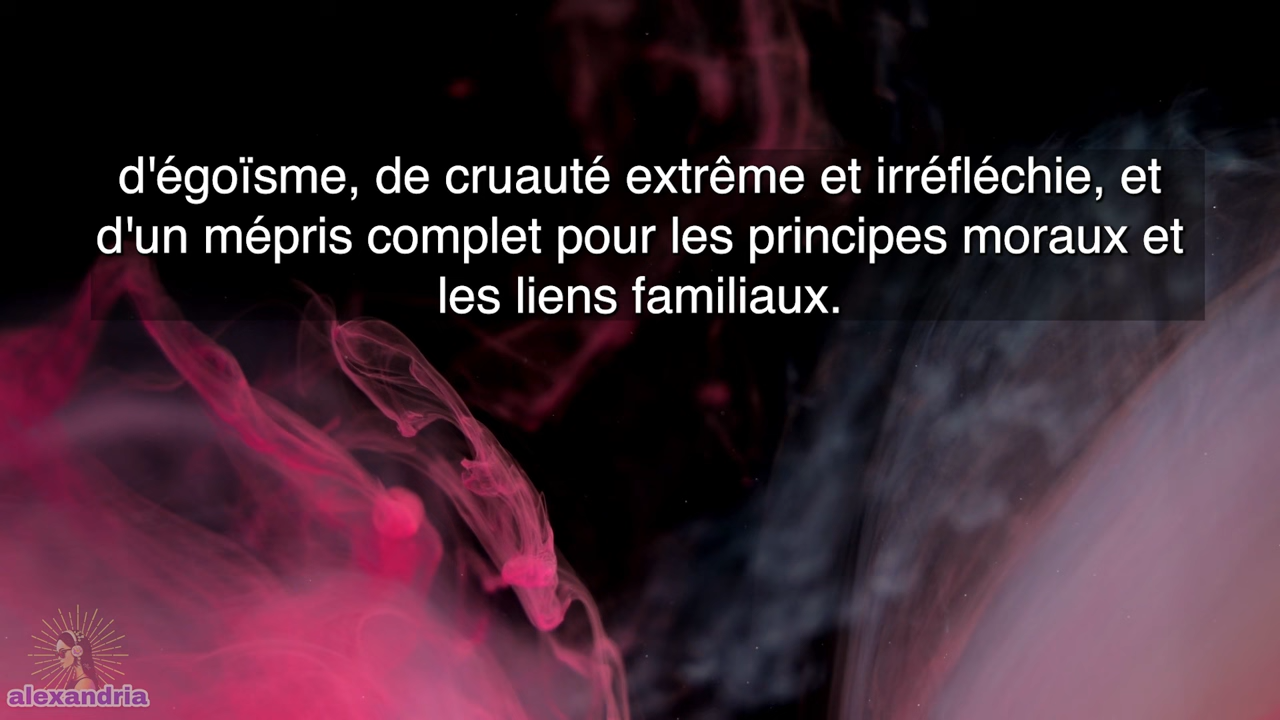 d'égoïsme, de cruauté extrême et irréfléchie, et
d'un mépris complet pour les principes moraux et
les liens familiaux.
alexandria